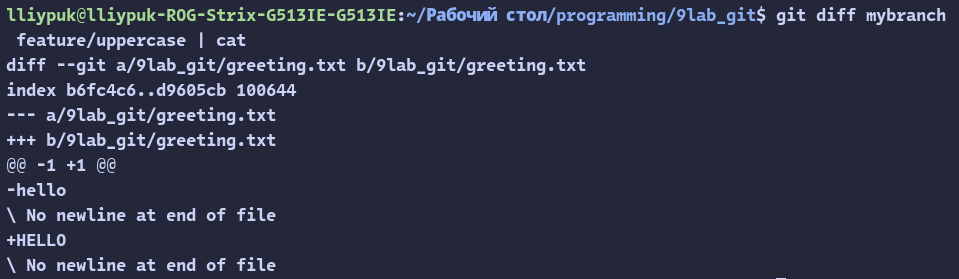 lliypuk@lliypuk-ROG-Strix-G513IE-G513IE:~/Рабочий стол/programming/9lab_git$ git diff mybranch
 feature/uppercase | cat
diff --git a/9lab_git/greeting.txt b/9lab_git/greeting.txt
index b6fc4c6..d9605cb 100644
--- a/9lab_git/greeting.txt
+++ b/9lab_git/greeting.txt
@@ -1 +1 @@
-hello
\ No newline at end of file
+HELLO
\ No newline at end of file